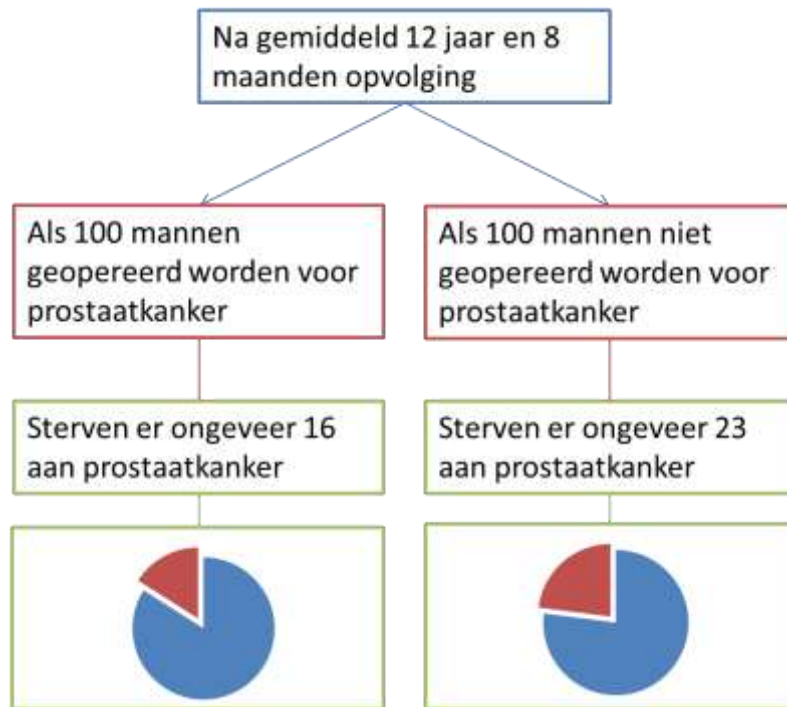 Na gemiddeld 12 jaar en 8
maanden opvolging
Als 100 mannen
geopereerd worden voor
prostaatkanker
Als 100 mannen niet
geopereerd worden voor
prostaatkanker
Sterven er ongeveer 16
aan prostaatkanker
Sterven er ongeveer 23
aan prostaatkanker